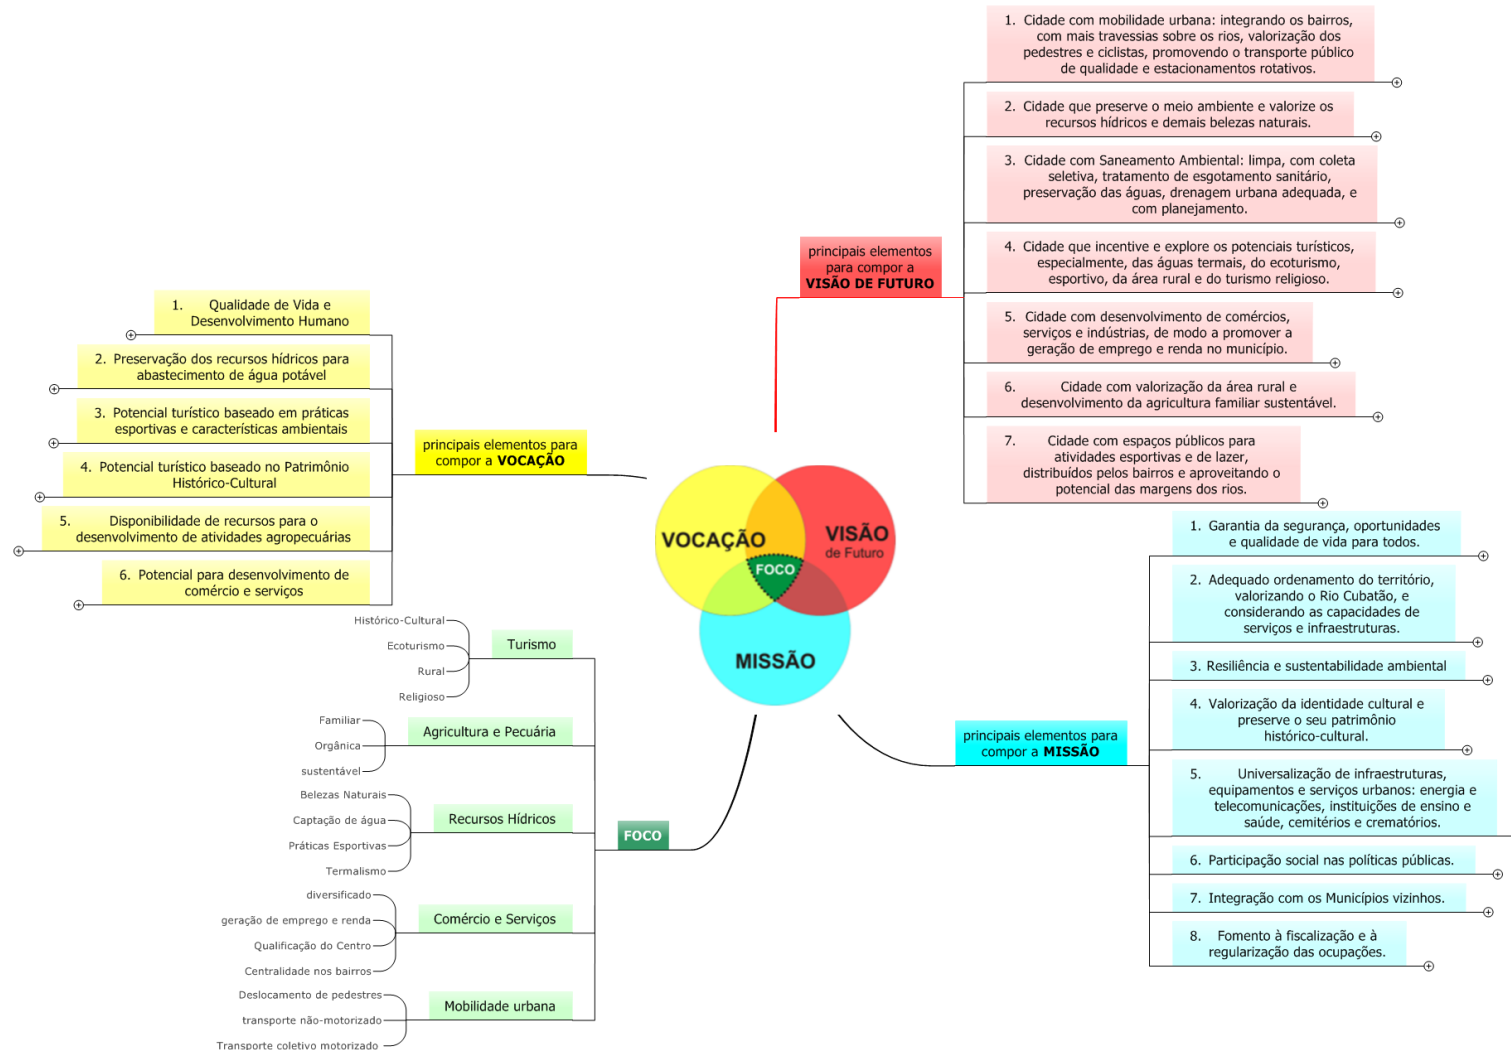 1. Cidade com mobilidade urbana: integrando os bairros,
com mais travessias sobre os rios, valorização dos
pedestres e ciclistas, promovendo o transporte público
de qualidade e estacionamentos rotativos.
2. Cidade que preserve o meio ambiente e valorize os
recursos hídricos e demais belezas naturais.
3. Cidade com Saneamento Ambiental: limpa, com coleta
seletiva, tratamento de esgotamento sanitário,
preservação das águas, drenagem urbana adequada, e
com planejamento.
principais elementos
para compor a
VISÃO DE FUTURO
4. Cidade que incentive e explore os potenciais turísticos,
especialmente, das águas termais, do ecoturismo,
esportivo, da área rural e do turismo religioso.
5. Cidade com desenvolvimento de comércios,
serviços e indústrias, de modo a promover a
geração de emprego e renda no município.
6. Cidade com valorização da área rural e
desenvolvimento da agricultura familiar sustentável.
7. Cidade com espaços públicos para
atividades esportivas e de lazer,
distribuídos pelos bairros e aproveitando o
potencial das margens dos rios.
1. Qualidade de Vida e
Desenvolvimento Humano
2. Preservação dos recursos hídricos para
abastecimento de água potável
3. Potencial turístico baseado em práticas
esportivas e características ambientais
4. Potencial turístico baseado no Patrimônio
Histórico-Cultural
5. Disponibilidade de recursos para o
desenvolvimento de atividades agropecuárias
6. Potencial para desenvolvimento de
comércio e serviços
principais elementos para
compor a VOCAÇÃO
VOCAÇÃO
VISÃO
de Futuro
FOCO
MISSÃO
1. Garantia da segurança, oportunidades
e qualidade de vida para todos.
2. Adequado ordenamento do território,
valorizando o Rio Cubatão, e
considerando as capacidades de
serviços e infraestruturas.
3. Resiliência e sustentabilidade ambiental
4. Valorização da identidade cultural e
preserve o seu patrimônio
histórico-cultural.
principais elementos para
compor a MISSÃO
5. Universalização de infraestruturas,
equipamentos e serviços urbanos: energia e
telecomunicações, instituições de ensino e
saúde, cemitérios e crematórios.
6. Participação social nas políticas públicas.
7. Integração com os Municípios vizinhos.
8. Fomento à fiscalização e à
regularização das ocupações.
FOCO
Turismo
Histórico-Cultural
Ecoturismo
Rural
Religioso
Agricultura e Pecuária
Familiar
Orgânica
sustentável
Recursos Hídricos
Belezas Naturais
Captação de água
Práticas Esportivas
Termalismo
Comércio e Serviços
diversificado
geração de emprego e renda
Qualificação do Centro
Centralidade nos bairros
Mobilidade urbana
Deslocamento de pedestres
transporte não-motorizado
Transporte coletivo motorizado